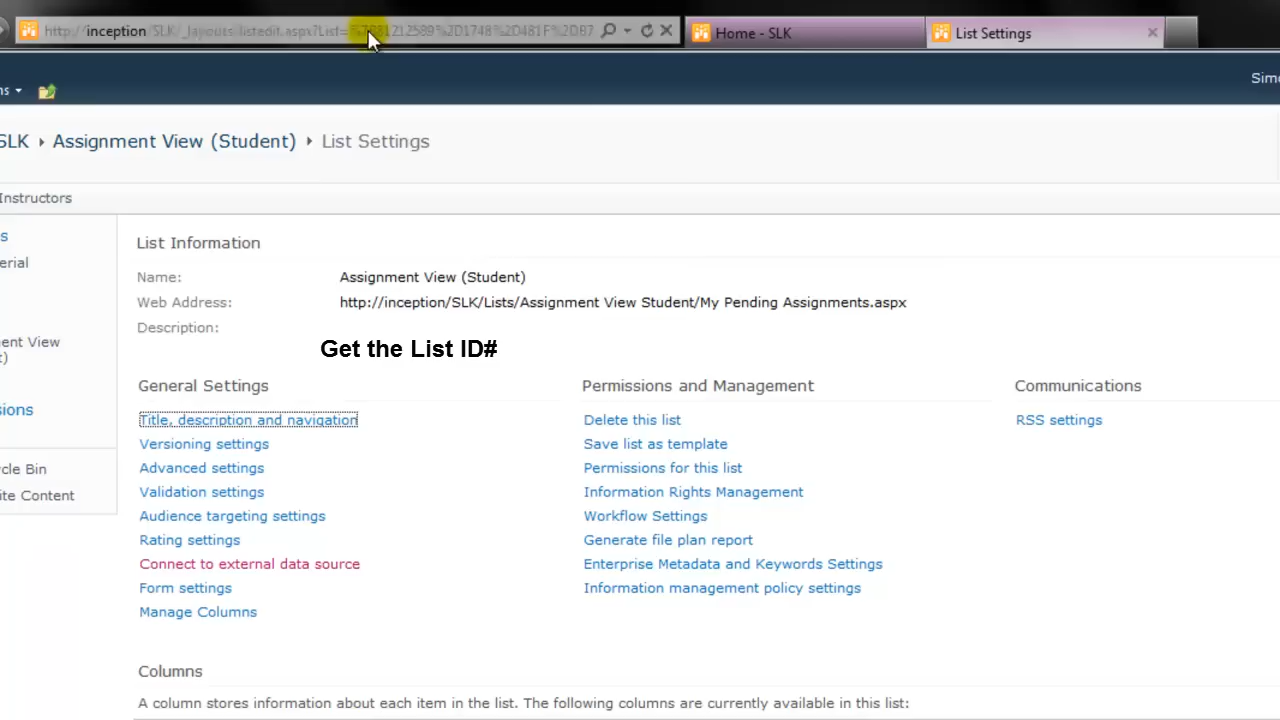 http://inception/SLK/_layouts/listedit.aspx?List=
Home - SLK
List Settings
ns
SLK ▸ Assignment View (Student) ▸ List Settings
Instructors
s
erial
ent View
t)
sions
cle Bin
ite Content
List Information
Name: Assignment View (Student)
Web Address: http://inception/SLK/Lists/Assignment View Student/My Pending Assignments.aspx
Description:
Get the List ID#
General Settings
Title, description and navigation
Versioning settings
Advanced settings
Validation settings
Audience targeting settings
Rating settings
Connect to external data source
Form settings
Manage Columns
Permissions and Management
Delete this list
Save list as template
Permissions for this list
Information Rights Management
Workflow Settings
Generate file plan report
Enterprise Metadata and Keywords Settings
Information management policy settings
Communications
RSS settings
Columns
A column stores information about each item in the list. The following columns are currently available in this list: